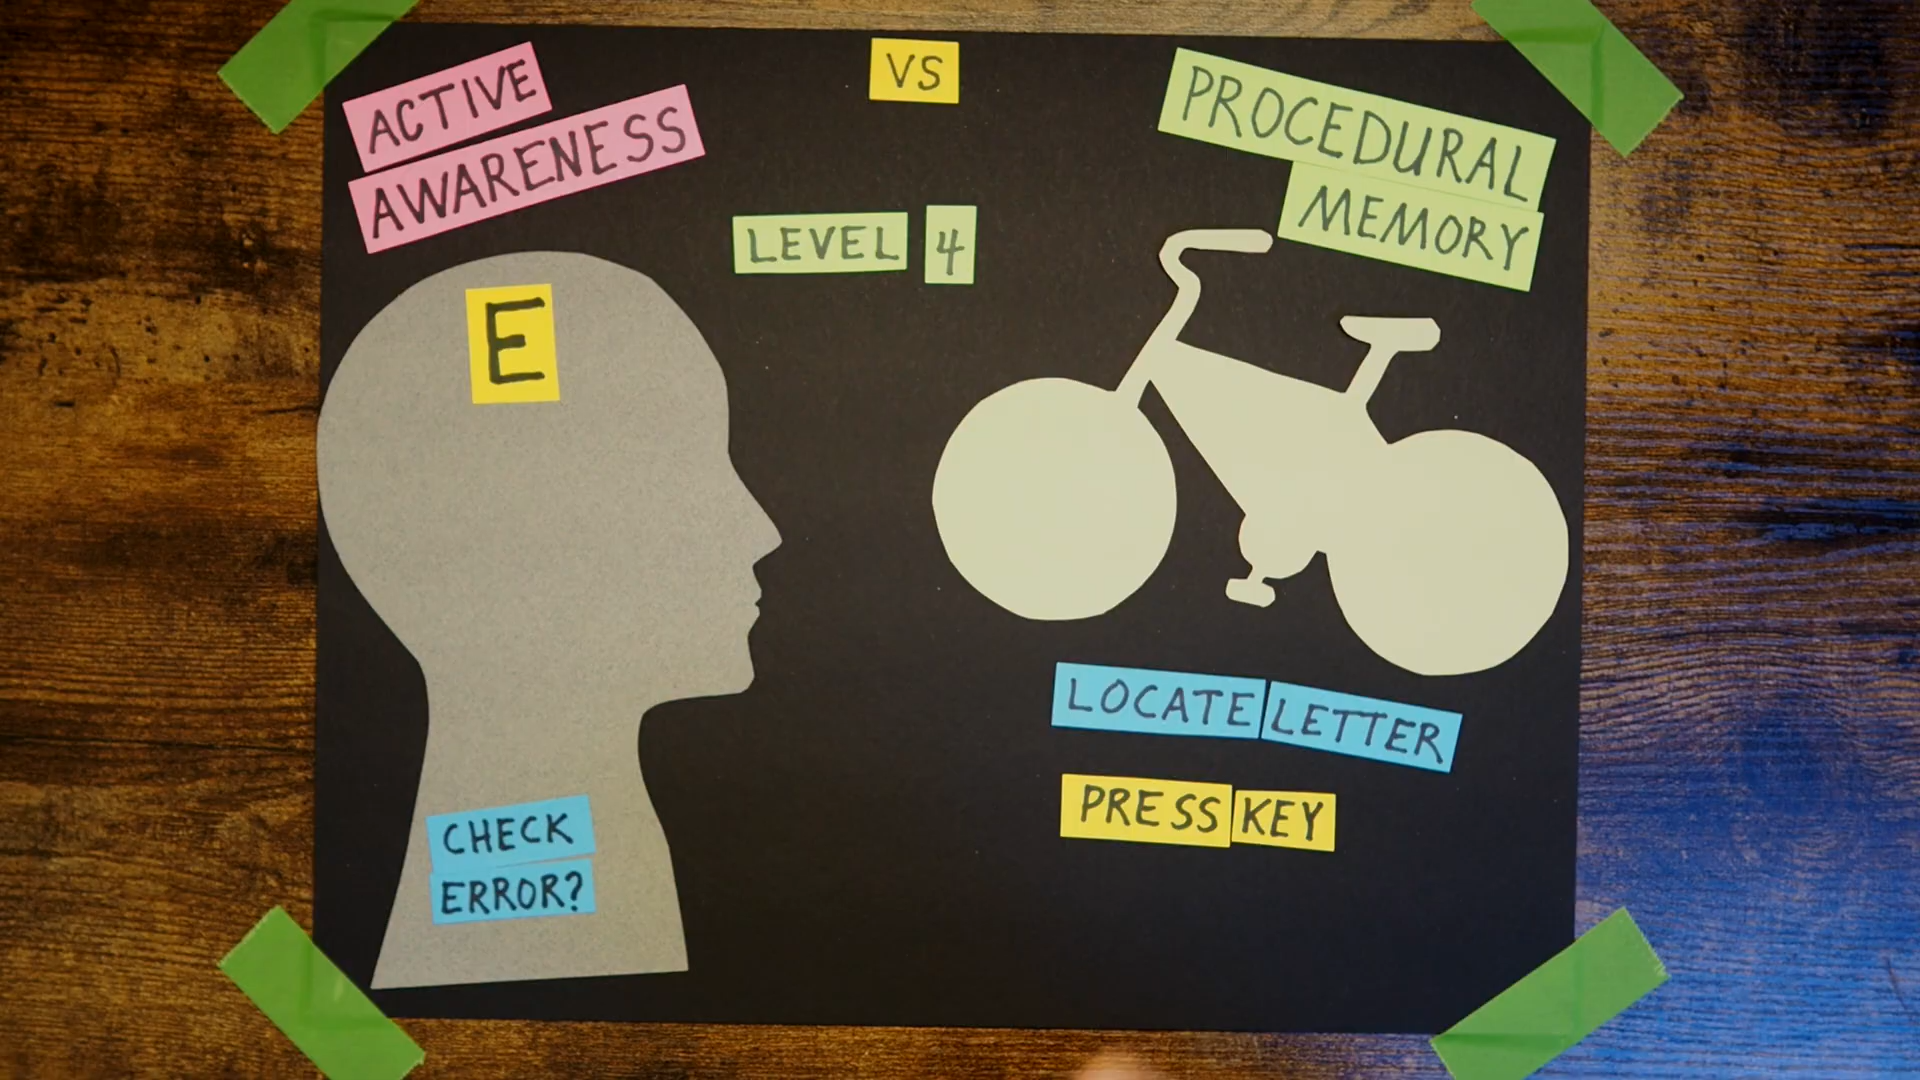 ACTIVE
AWARENESS
VS
PROCEDURAL
MEMORY
LEVEL 4
E
LOCATE LETTER
PRESS KEY
CHECK
ERROR?